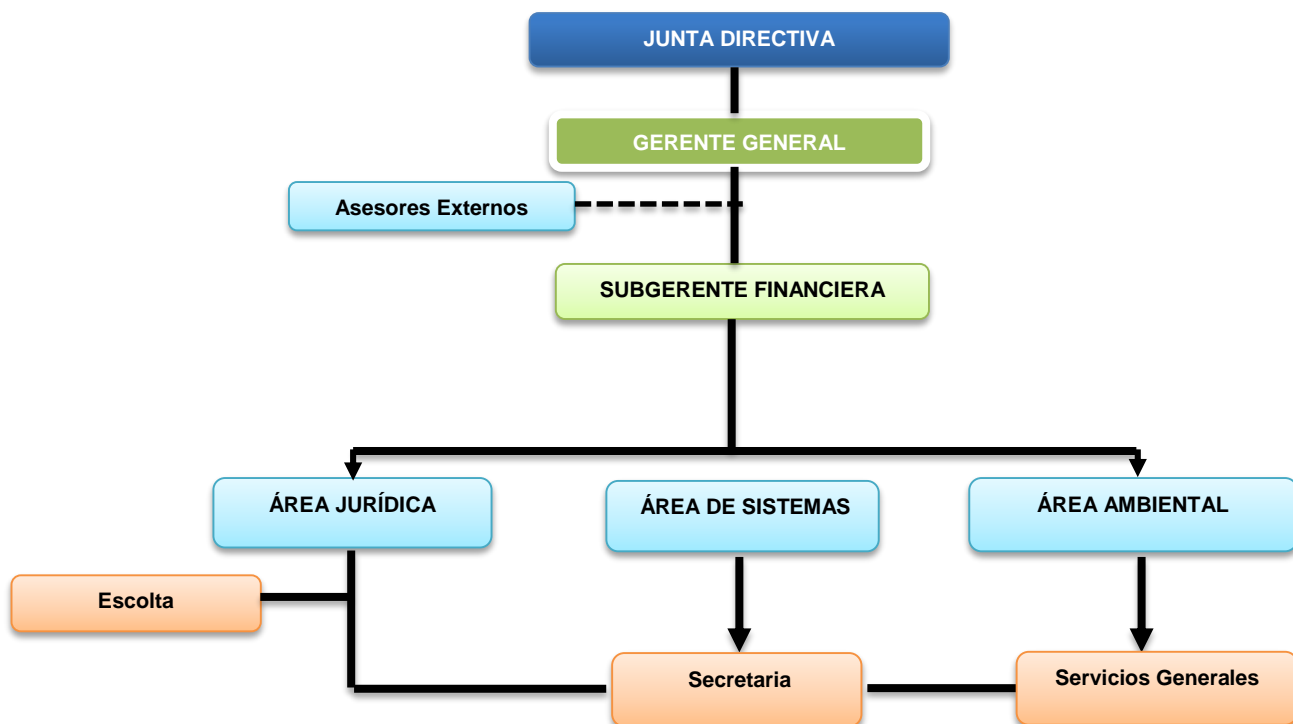 JUNTA DIRECTIVA
GERENTE GENERAL
Asesores Externos
SUBGERENTE FINANCIERA
ÁREA JURÍDICA
ÁREA DE SISTEMAS
ÁREA AMBIENTAL
Escolta
Secretaria
Servicios Generales